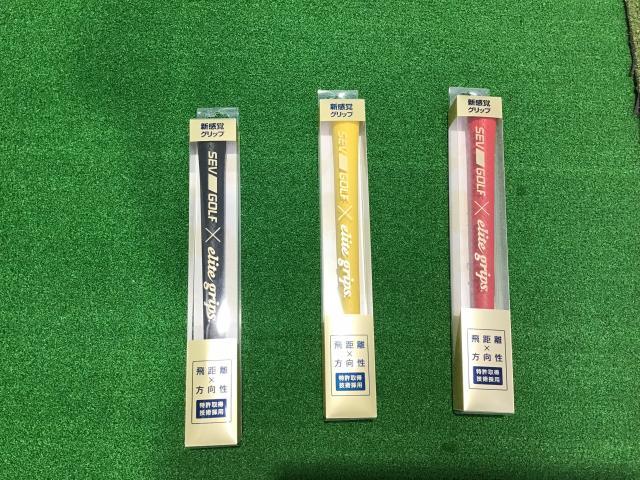 新感覚
グリップ
SEV GOLF × elite grips.
飛距離
×
方向性
特許取得
技術採用
新感覚
グリップ
SEV GOLF × elite grips.
飛距離
×
方向性
特許取得
技術採用
新感覚
グリップ
SEV GOLF × elite grips.
飛距離
×
方向性
特許取得
技術採用